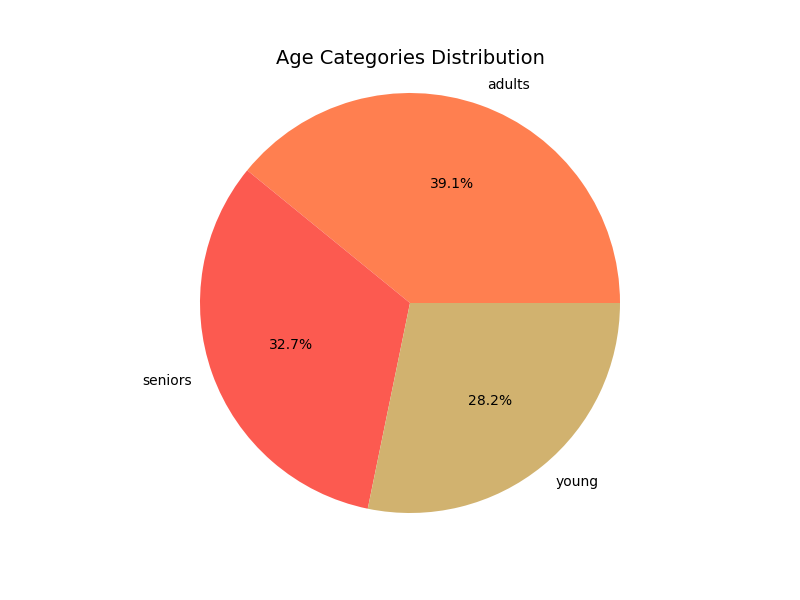 Age Categories Distribution
adults
39.1%
32.7%
seniors
28.2%
young